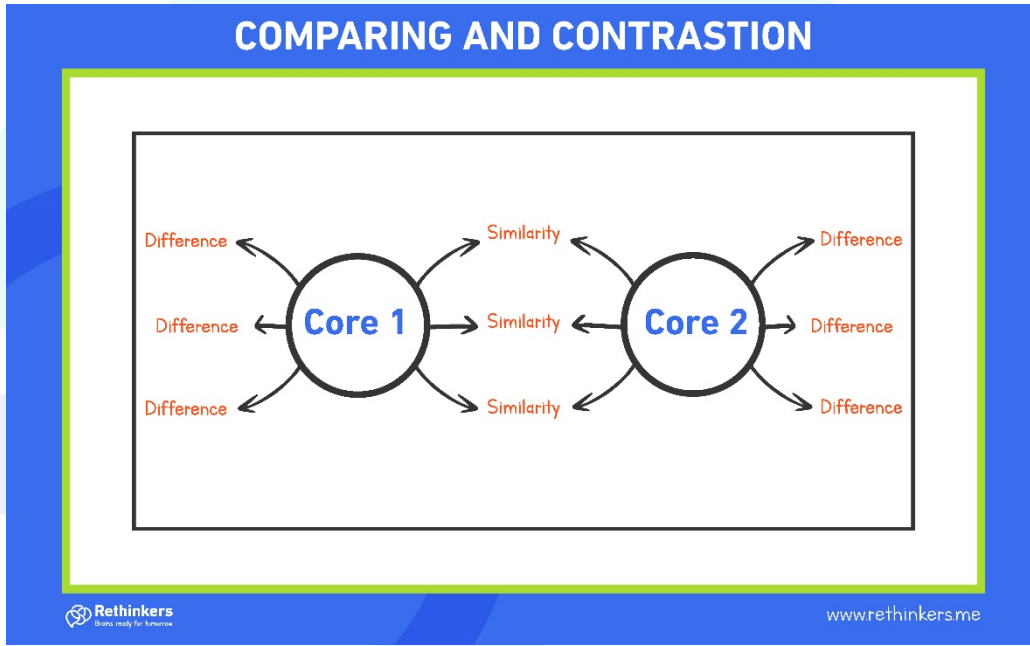 COMPARING AND CONTRASTION
Difference
Similarity
Difference
Difference
Core 1
Similarity
Core 2
Difference
Difference
Similarity
Difference
Rethinkers
Brains ready for tumorrow
www.rethinkers.me